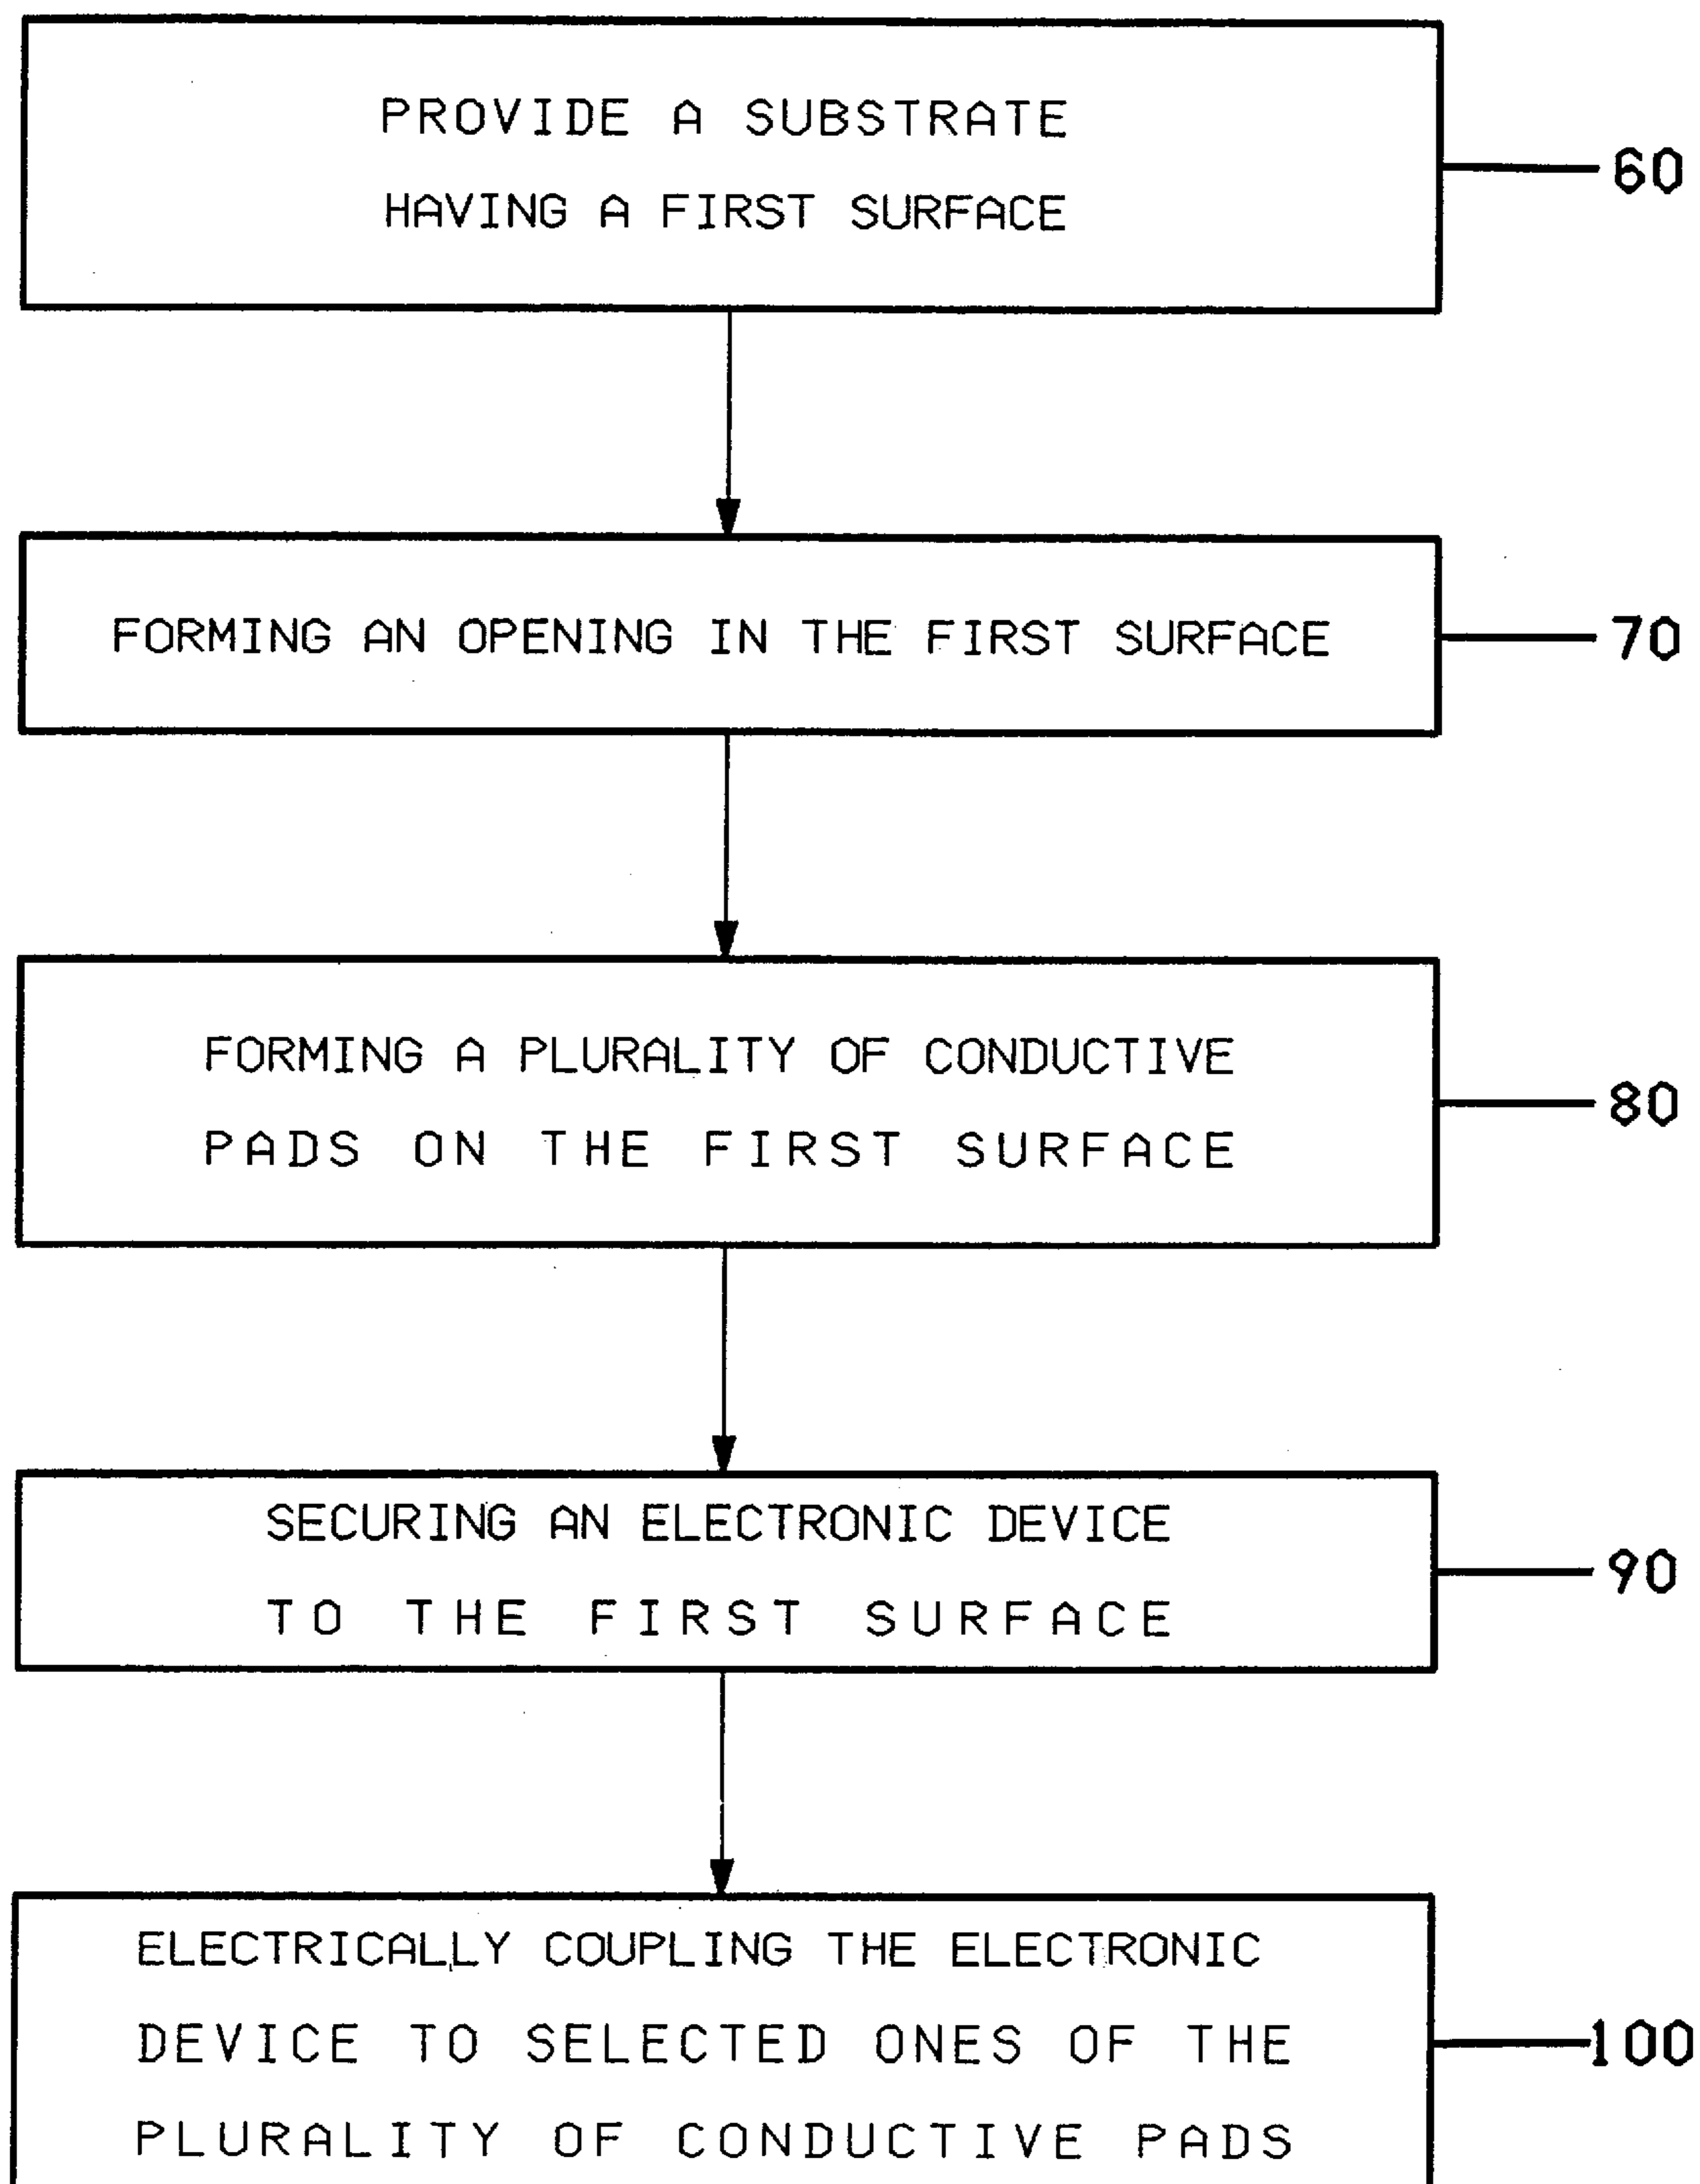 PROVIDE A SUBSTRATE
HAVING A FIRST SURFACE
60
FORMING AN OPENING IN THE FIRST SURFACE
70
FORMING A PLURALITY OF CONDUCTIVE
PADS ON THE FIRST SURFACE
80
SECURING AN ELECTRONIC DEVICE
TO THE FIRST SURFACE
90
ELECTRICALLY COUPLING THE ELECTRONIC
DEVICE TO SELECTED ONES OF THE
PLURALITY OF CONDUCTIVE PADS
100